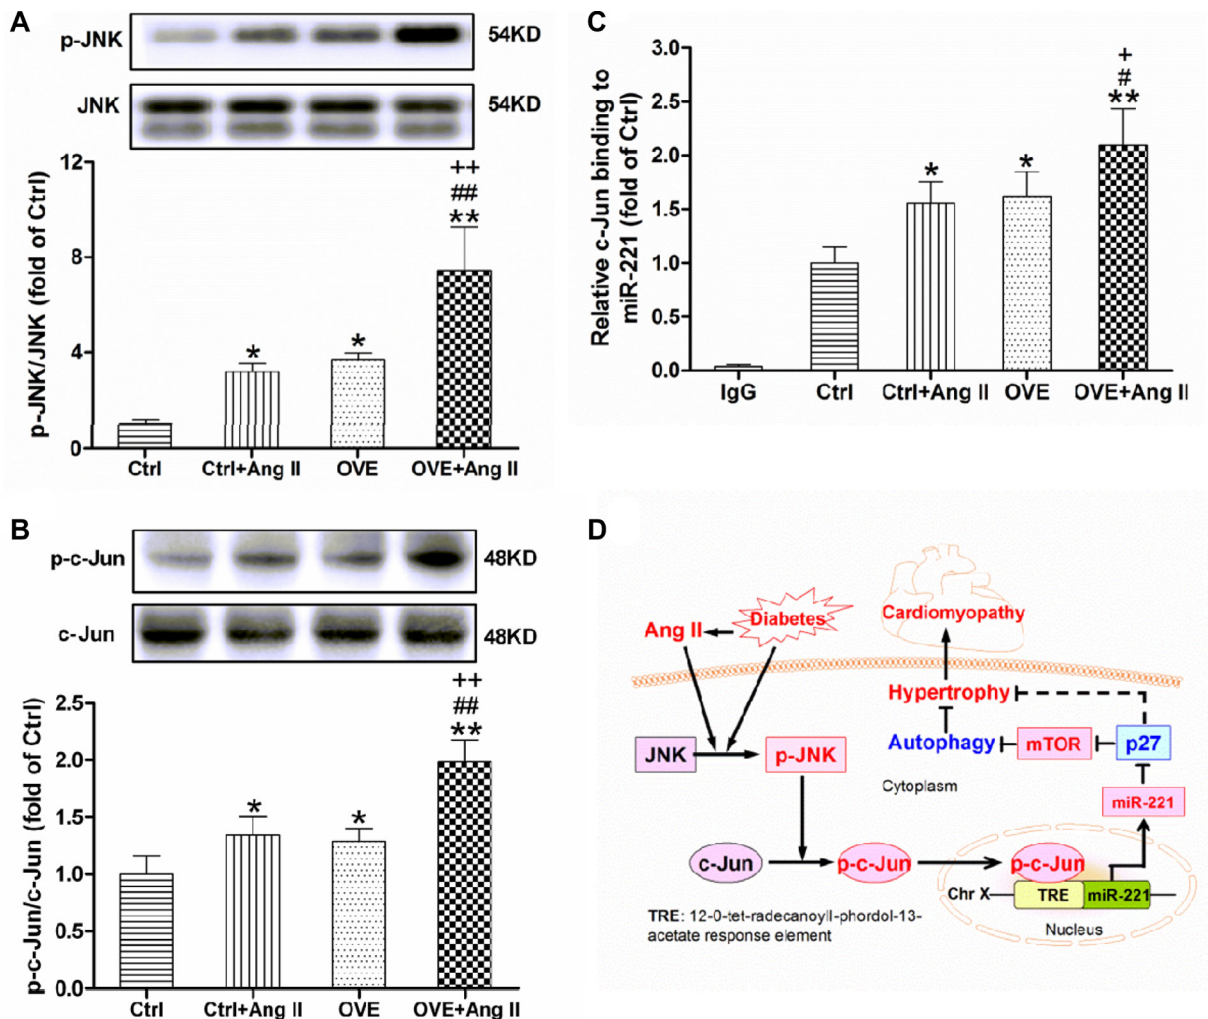 A
p-JNK
54KD
JNK
54KD
++
##
**
*
*
12
8
4
0
p-JNK/JNK (fold of Ctrl)
Ctrl
Ctrl+Ang II
OVE
OVE+Ang II
B
p-c-Jun
48KD
c-Jun
48KD
++
##
**
*
*
2.5
2.0
1.5
1.0
0.5
0.0
p-c-Jun/c-Jun (fold of Ctrl)
Ctrl
Ctrl+Ang II
OVE
OVE+Ang II
C
+
#
**
*
*
3.0
2.5
2.0
1.5
1.0
0.5
0.0
Relative c-Jun binding to
miR-221 (fold of Ctrl)
IgG
Ctrl
Ctrl+Ang II
OVE
OVE+Ang II
D
Cardiomyopathy
Diabetes
Ang II
Hypertrophy
JNK
p-JNK
Autophagy
mTOR
p27
Cytoplasm
miR-221
c-Jun
p-c-Jun
p-c-Jun
Chr X
TRE
miR-221
Nucleus
TRE: 12-0-tet-radecanoyll-phordol-13-
acetate response element